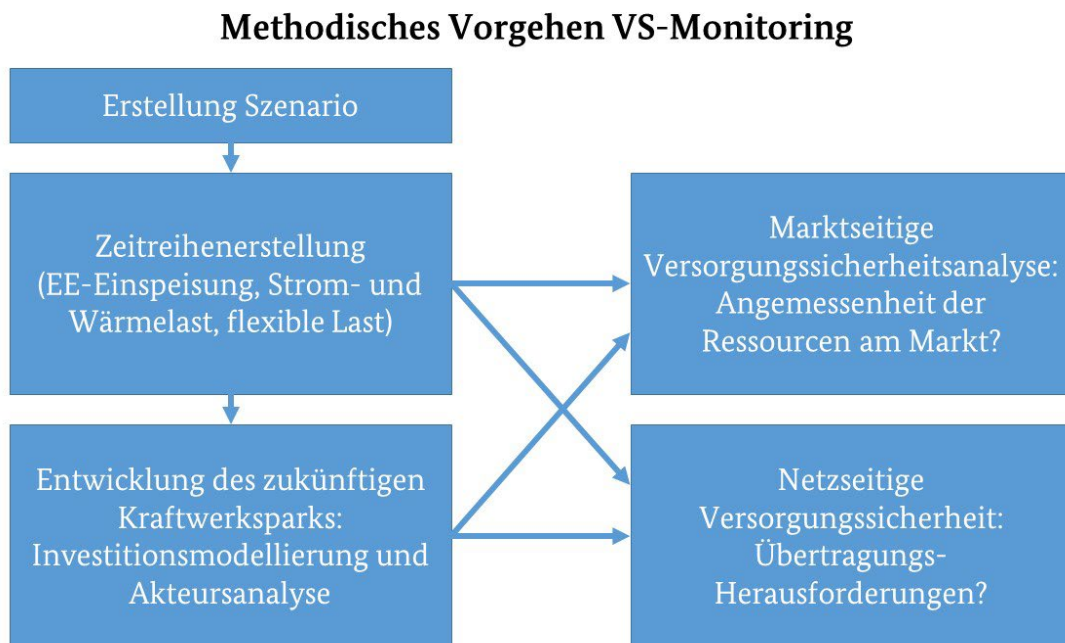 Methodisches Vorgehen VS-Monitoring
Erstellung Szenario
Zeitreihenerstellung
(EE-Einspeisung, Strom- und
Wärmelast, flexible Last)
Entwicklung des zukünftigen
Kraftwerksparks:
Investitionsmodellierung und
Akteursanalyse
Marktseitige
Versorgungssicherheitsanalyse:
Angemessenheit der
Ressourcen am Markt?
Netzseitige
Versorgungssicherheit:
Übertragungs-
Herausforderungen?